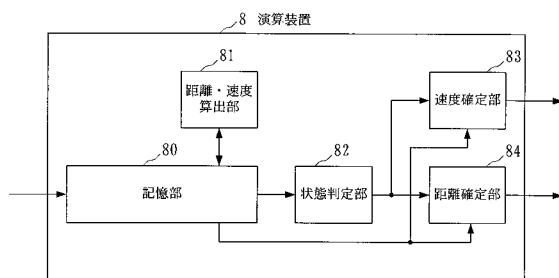 8 演算装置
81
距離・速度
算出部
83
速度確定部
80
記憶部
82
状態判定部
84
距離確定部